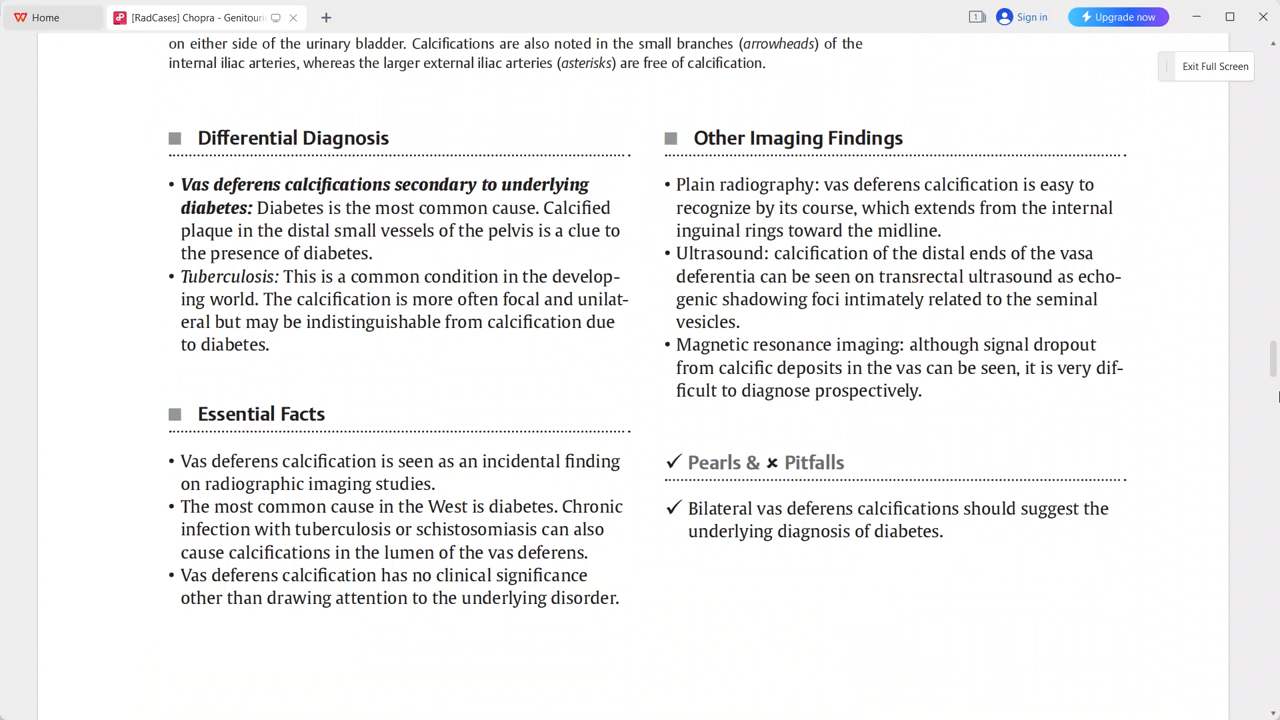 Home
[RadCases] Chopra - Genitouri
1
Sign in
Upgrade now
Exit Full Screen
on either side of the urinary bladder. Calcifications are also noted in the small branches (arrowheads) of the
internal iliac arteries, whereas the larger external iliac arteries (asterisks) are free of calcification.
Differential Diagnosis
• Vas deferens calcifications secondary to underlying
diabetes: Diabetes is the most common cause. Calcified
plaque in the distal small vessels of the pelvis is a clue to
the presence of diabetes.
• Tuberculosis: This is a common condition in the develop-
ing world. The calcification is more often focal and unilat-
eral but may be indistinguishable from calcification due
to diabetes.
Essential Facts
• Vas deferens calcification is seen as an incidental finding
on radiographic imaging studies.
• The most common cause in the West is diabetes. Chronic
infection with tuberculosis or schistosomiasis can also
cause calcifications in the lumen of the vas deferens.
• Vas deferens calcification has no clinical significance
other than drawing attention to the underlying disorder.
Other Imaging Findings
• Plain radiography: vas deferens calcification is easy to
recognize by its course, which extends from the internal
inguinal rings toward the midline.
• Ultrasound: calcification of the distal ends of the vasa
deferentia can be seen on transrectal ultrasound as echo-
genic shadowing foci intimately related to the seminal
vesicles.
• Magnetic resonance imaging: although signal dropout
from calcific deposits in the vas can be seen, it is very dif-
ficult to diagnose prospectively.
✓ Pearls & ✘ Pitfalls
✓ Bilateral vas deferens calcifications should suggest the
underlying diagnosis of diabetes.